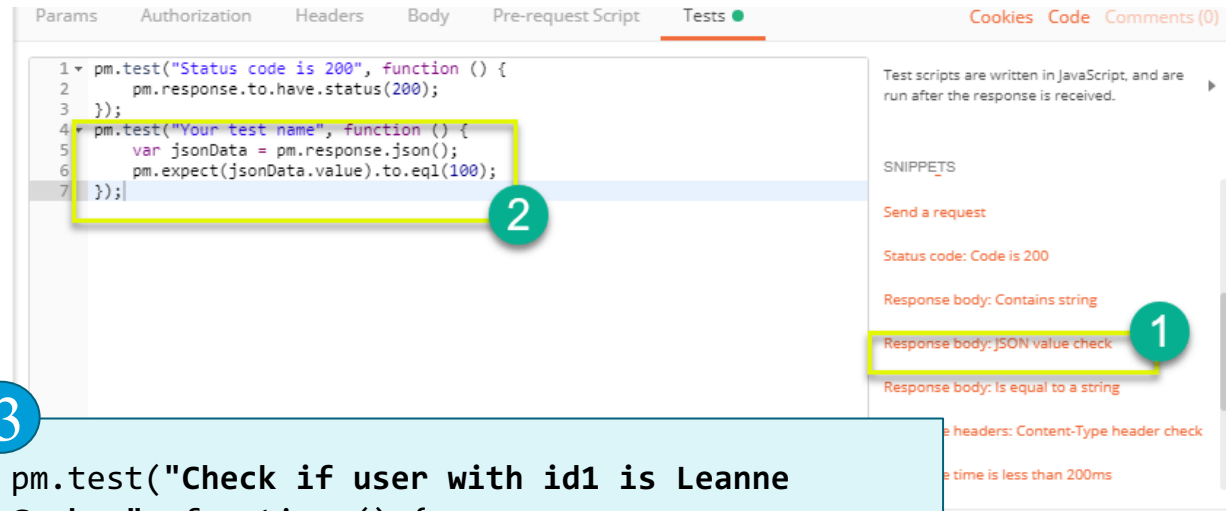 Params Authorization Headers Body Pre-request Script Tests Cookies Code Comments (0)
1 pm.test("Status code is 200", function () {
2 pm.response.to.have.status(200);
3 });
4 pm.test("Your test name", function () {
5 var jsonData = pm.response.json();
6 pm.expect(jsonData.value).to.eql(100);
7 });
2
Test scripts are written in JavaScript, and are
run after the response is received.
SNIPPETS
Send a request
Status code: Code is 200
Response body: Contains string
Response body: JSON value check
1
Response body: Is equal to a string
headers: Content-Type header check
time is less than 200ms
3
pm.test("Check if user with id1 is Leanne
function () {